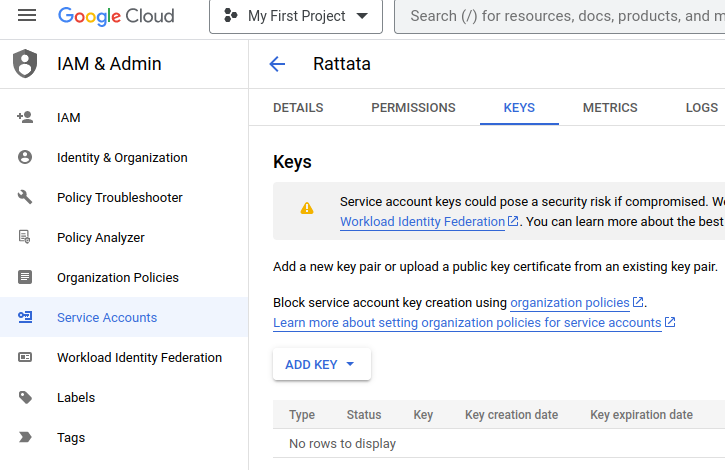 Google Cloud
My First Project
Search (/) for resources, docs, products, and m
IAM & Admin
Rattata
DETAILS PERMISSIONS KEYS METRICS LOGS
IAM
Identity & Organization
Policy Troubleshooter
Policy Analyzer
Organization Policies
Service Accounts
Workload Identity Federation
Labels
Tags
Keys
Service account keys could pose a security risk if compromised. We
Workload Identity Federation. You can learn more about the best
Add a new key pair or upload a public key certificate from an existing key pair.
Block service account key creation using organization policies.
Learn more about setting organization policies for service accounts
ADD KEY
Type Status Key Key creation date Key expiration date
No rows to display